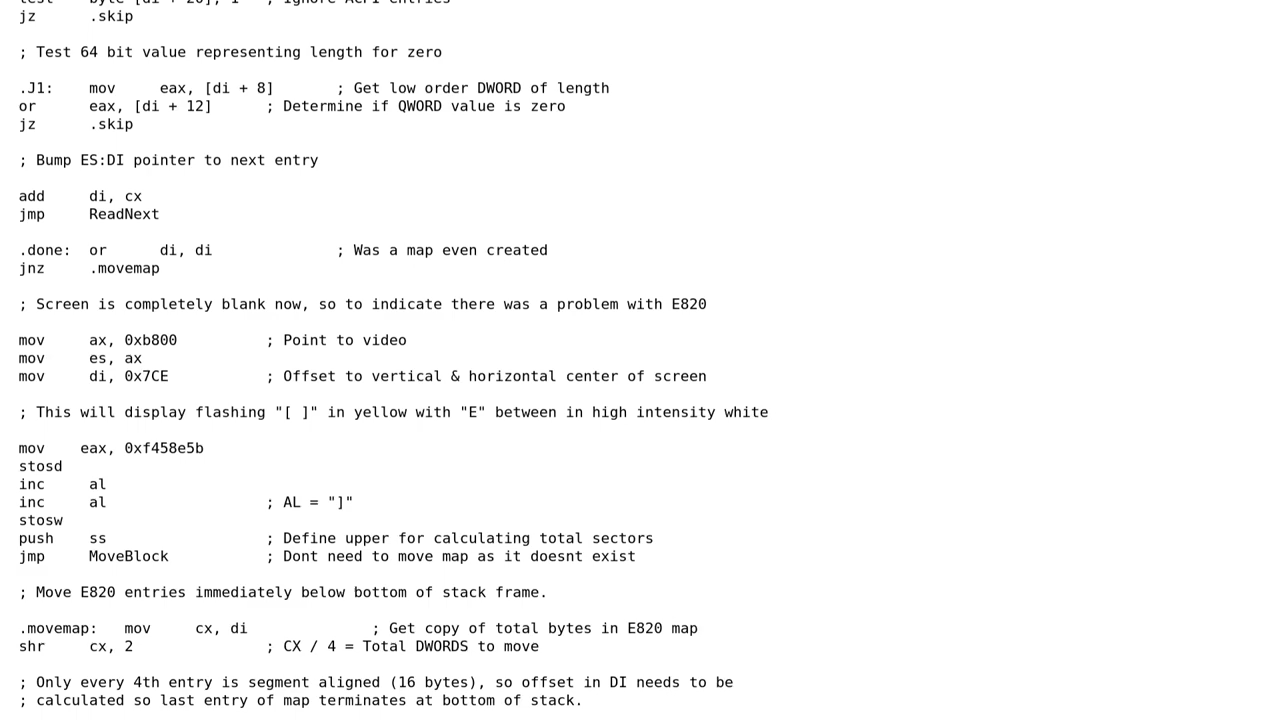 jz      .skip
; Test 64 bit value representing length for zero
.J1:    mov     eax, [di + 8]       ; Get low order DWORD of length
or      eax, [di + 12]      ; Determine if QWORD value is zero
jz      .skip
; Bump ES:DI pointer to next entry
add     di, cx
jmp     ReadNext
.done:  or      di, di              ; Was a map even created
jnz     .movemap
; Screen is completely blank now, so to indicate there was a problem with E820
mov     ax, 0xb800          ; Point to video
mov     es, ax
mov     di, 0x7CE           ; Offset to vertical & horizontal center of screen
; This will display flashing "[ ]" in yellow with "E" between in high intensity white
mov    eax, 0xf458e5b
stosd
inc     al
inc     al                  ; AL = "]"
stosw
push    ss                  ; Define upper for calculating total sectors
jmp     MoveBlock           ; Dont need to move map as it doesnt exist
; Move E820 entries immediately below bottom of stack frame.
.movemap:   mov     cx, di              ; Get copy of total bytes in E820 map
shr     cx, 2               ; CX / 4 = Total DWORDS to move
; Only every 4th entry is segment aligned (16 bytes), so offset in DI needs to be
; calculated so last entry of map terminates at bottom of stack.